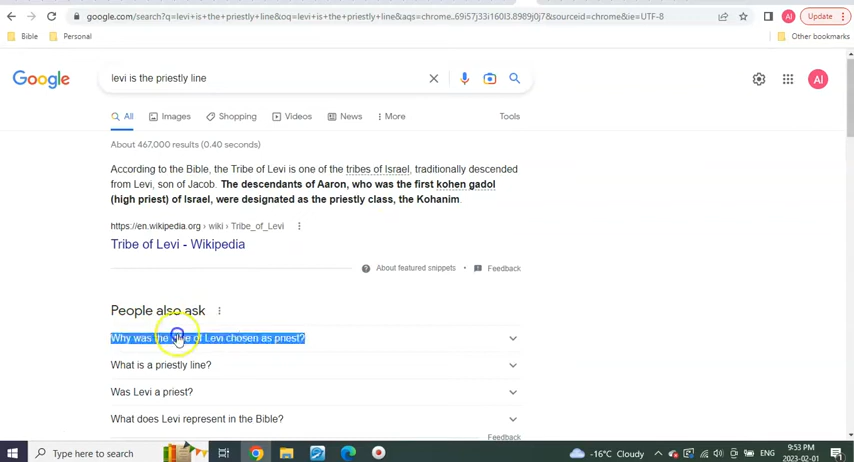 google.com/search?q=levi+is+the+priestly+line&oq=levi+is+the+priestly+line&aqs=chrome..69i57j33i160l3.8989j0j7&sourceid=chrome&ie=UTF-8
AI
Update
Bible
Personal
Other bookmarks
Google
levi is the priestly line
AI
All
Images
Shopping
Videos
News
More
Tools
About 467,000 results (0.40 seconds)
According to the Bible, the Tribe of Levi is one of the tribes of Israel, traditionally descended
from Levi, son of Jacob. The descendants of Aaron, who was the first kohen gadol
(high priest) of Israel, were designated as the priestly class, the Kohanim.
https://en.wikipedia.org › wiki › Tribe_of_Levi
Tribe of Levi - Wikipedia
About featured snippets • Feedback
People also ask
Why was the of Levi chosen as priest?
What is a priestly line?
Was Levi a priest?
What does Levi represent in the Bible?
Feedback
Type here to search
-16°C Cloudy
ENG
9:53 PM
2023-02-01